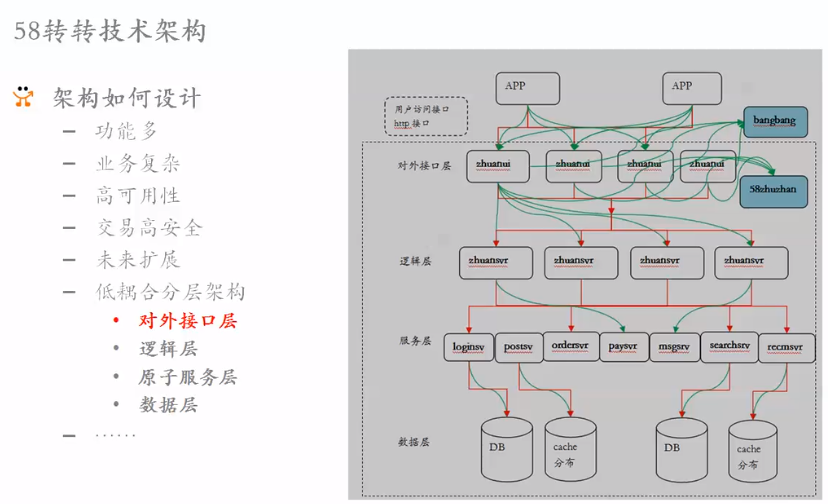 58转转技术架构
架构如何设计
– 功能多
– 业务复杂
– 高可用性
– 交易高安全
– 未来扩展
– 低耦合分层架构
• 对外接口层
• 逻辑层
• 原子服务层
• 数据层
– ······
APP
APP
用户访问接口
http 接口
bangbang
对外接口层
zhuanui
zhuanui
zhuanui
zhuanui
58zhuzhan
逻辑层
zhuansvr
zhuansvr
zhuansvr
zhuansvr
服务层
loginsv
postsv
ordersvr
paysvr
msgsrv
searchsrv
recmsvr
数据层
DB
cache
分布
DB
cache
分布